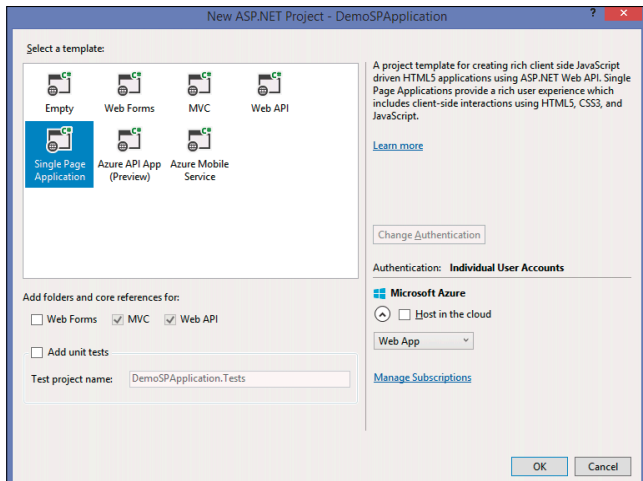 New ASP.NET Project - DemoSPApplication
?
Select a template:
Empty
Web Forms
MVC
Web API
Single Page
Application
Azure API App
(Preview)
Azure Mobile
Service
A project template for creating rich client side JavaScript
driven HTML5 applications using ASP.NET Web API. Single
Page Applications provide a rich user experience which
includes client-side interactions using HTML5, CSS3, and
JavaScript.
Learn more
Change Authentication
Authentication: Individual User Accounts
Microsoft Azure
Host in the cloud
Web App
Manage Subscriptions
Add folders and core references for:
Web Forms
MVC
Web API
Add unit tests
Test project name:
DemoSPApplication.Tests
OK
Cancel